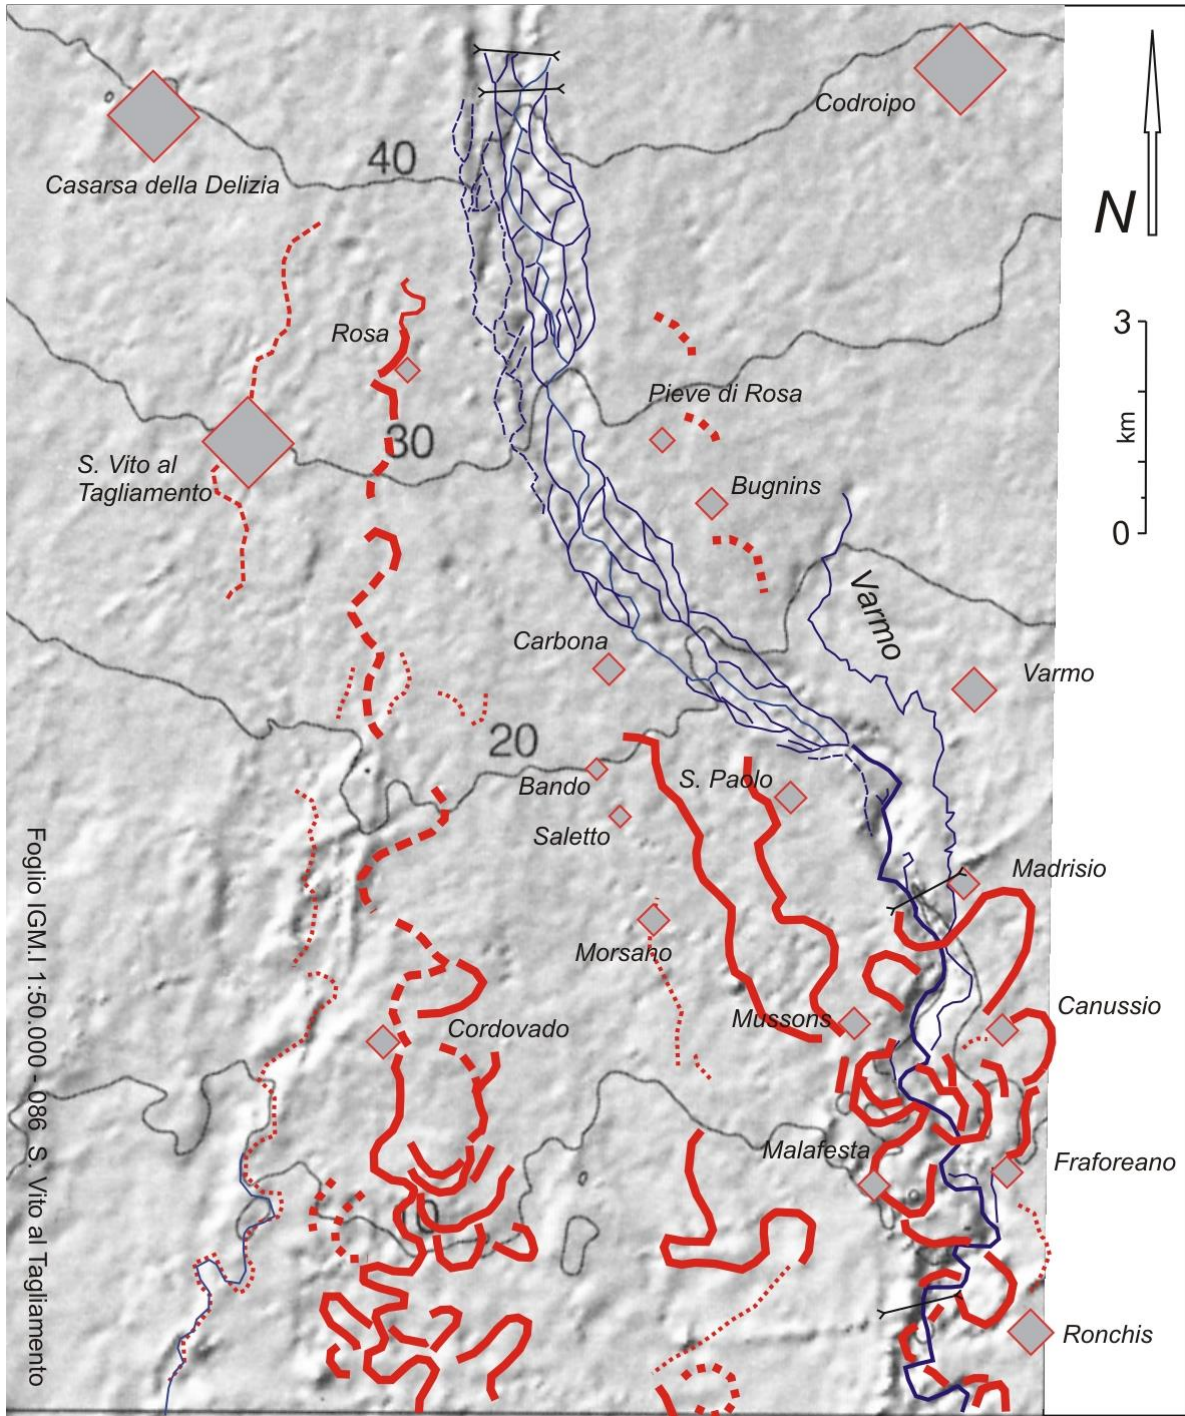 Codroipo
Casarsa della Delizia
40
N
3
km
0
Rosa
Pieve di Rosa
30
S. Vito al
Tagliamento
Bugnins
Varmo
Carbona
Varmo
20
Bando
S. Paolo
Saletto
Madrisio
Morsano
Canussio
Mussons
Cordovado
Malafesta
Fraforeano
10
Ronchis
Foglio IGM.I 1:50.000 - 086 S. Vito al Tagliamento